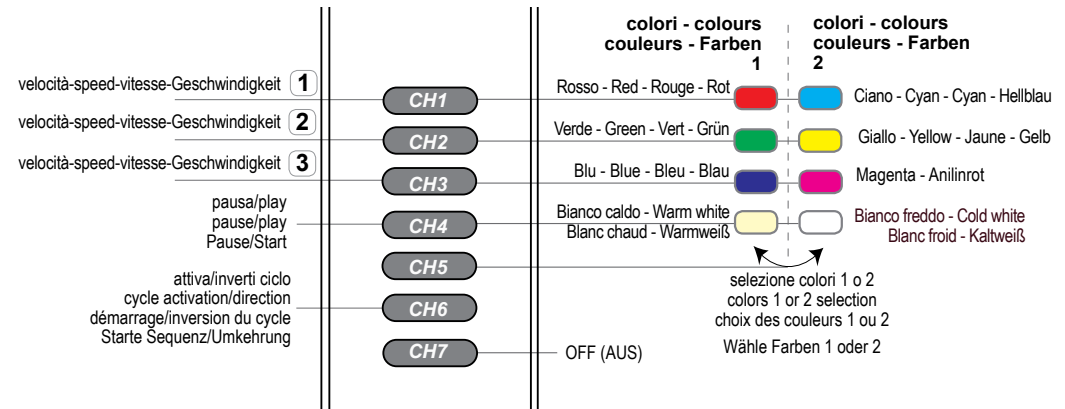 colori - colours
couleurs - Farben
1
colori - colours
couleurs - Farben
2
velocità-speed-vitesse-Geschwindigkeit 1
CH1
Rosso - Red - Rouge - Rot
Ciano - Cyan - Cyan - Hellblau
velocità-speed-vitesse-Geschwindigkeit 2
CH2
Verde - Green - Vert - Grün
Giallo - Yellow - Jaune - Gelb
velocità-speed-vitesse-Geschwindigkeit 3
CH3
Blu - Blue - Bleu - Blau
Magenta - Anilinrot
pausa/play
pause/play
Pause/Start
CH4
Bianco caldo - Warm white
Blanc chaud - Warmweiß
Bianco freddo - Cold white
Blanc froid - Kaltweiß
CH5
selezione colori 1 o 2
colors 1 or 2 selection
choix des couleurs 1 ou 2
Wähle Farben 1 oder 2
attiva/inverti ciclo
cycle activation/direction
démarrage/inversion du cycle
Starte Sequenz/Umkehrung
CH6
CH7
OFF (AUS)